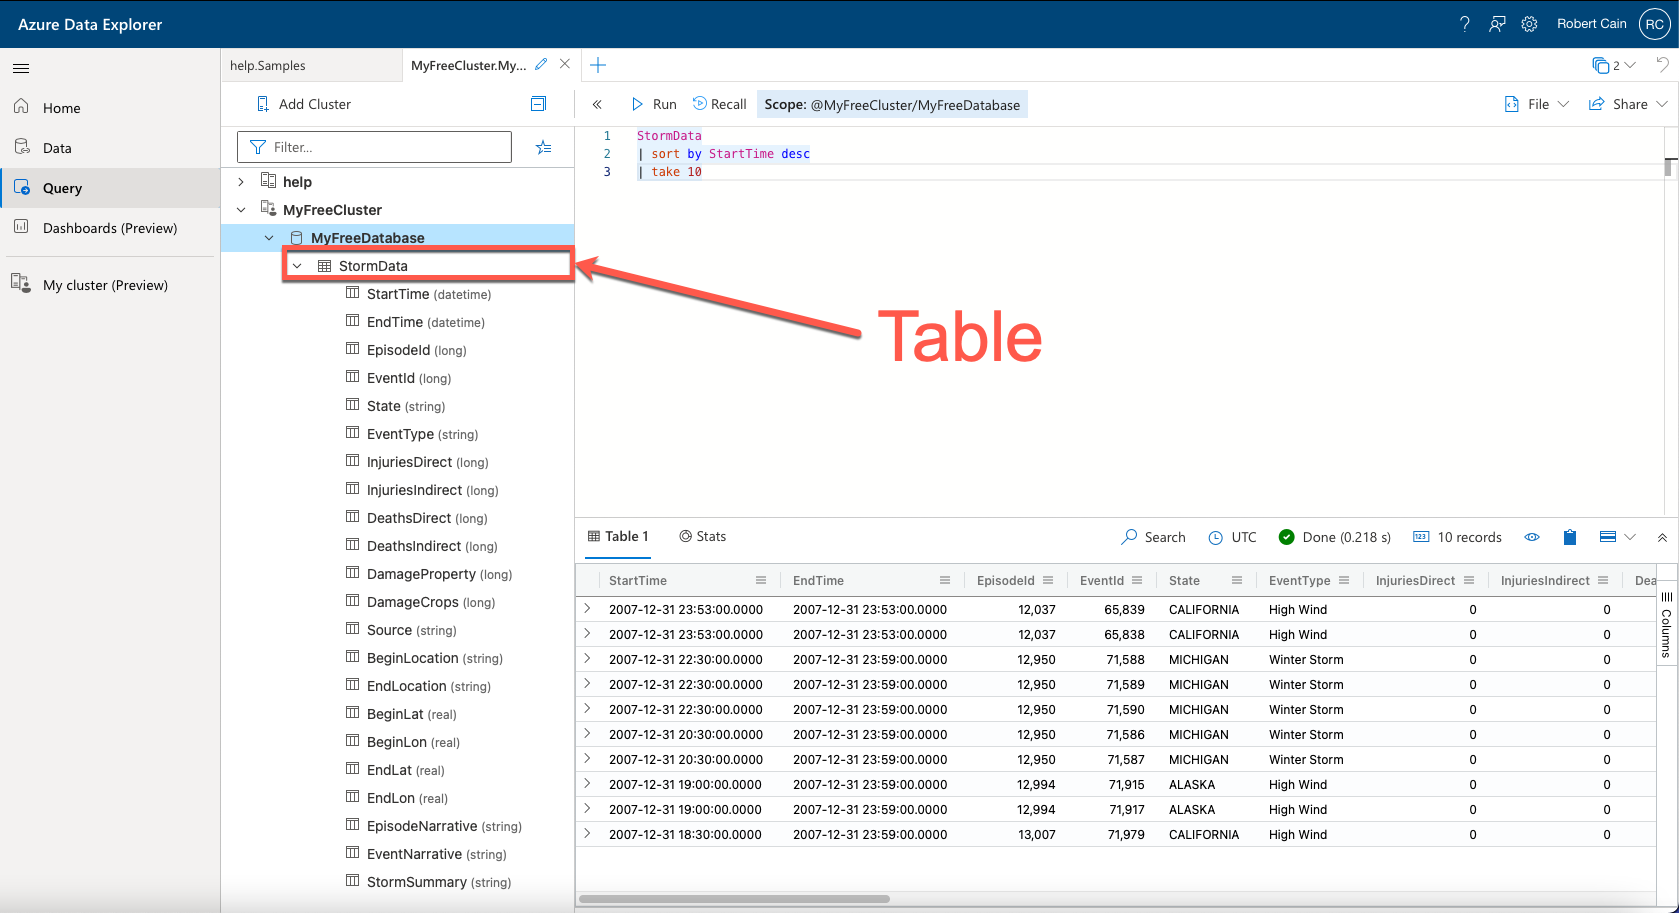 Azure Data Explorer
? Robert Cain RC
help.Samples
MyFreeCluster.My...
2
Home
Data
Query
Dashboards (Preview)
My cluster (Preview)
Add Cluster
Filter...
help
MyFreeCluster
MyFreeDatabase
StormData
StartTime (datetime)
EndTime (datetime)
EpisodeId (long)
EventId (long)
State (string)
EventType (string)
InjuriesDirect (long)
InjuriesIndirect (long)
DeathsDirect (long)
DeathsIndirect (long)
DamageProperty (long)
DamageCrops (long)
Source (string)
BeginLocation (string)
EndLocation (string)
BeginLat (real)
BeginLon (real)
EndLat (real)
EndLon (real)
EpisodeNarrative (string)
EventNarrative (string)
StormSummary (string)
Run Recall Scope: @MyFreeCluster/MyFreeDatabase File Share
1 StormData
2 | sort by StartTime desc
3 | take 10
Table
Table 1 Stats Search UTC Done (0.218 s) 123 10 records
StartTime EndTime EpisodeId EventId State EventType InjuriesDirect InjuriesIndirect Dea
2007-12-31 23:53:00.0000 2007-12-31 23:53:00.0000 12,037 65,839 CALIFORNIA High Wind 0 0
2007-12-31 23:53:00.0000 2007-12-31 23:53:00.0000 12,037 65,838 CALIFORNIA High Wind 0 0
2007-12-31 22:30:00.0000 2007-12-31 23:59:00.0000 12,950 71,588 MICHIGAN Winter Storm 0 0
2007-12-31 22:30:00.0000 2007-12-31 23:59:00.0000 12,950 71,589 MICHIGAN Winter Storm 0 0
2007-12-31 22:30:00.0000 2007-12-31 23:59:00.0000 12,950 71,590 MICHIGAN Winter Storm 0 0
2007-12-31 20:30:00.0000 2007-12-31 23:59:00.0000 12,950 71,586 MICHIGAN Winter Storm 0 0
2007-12-31 20:30:00.0000 2007-12-31 23:59:00.0000 12,950 71,587 MICHIGAN Winter Storm 0 0
2007-12-31 19:00:00.0000 2007-12-31 23:59:00.0000 12,994 71,915 ALASKA High Wind 0 0
2007-12-31 19:00:00.0000 2007-12-31 23:59:00.0000 12,994 71,917 ALASKA High Wind 0 0
2007-12-31 18:30:00.0000 2007-12-31 23:59:00.0000 13,007 71,979 CALIFORNIA High Wind 0 0
Columns